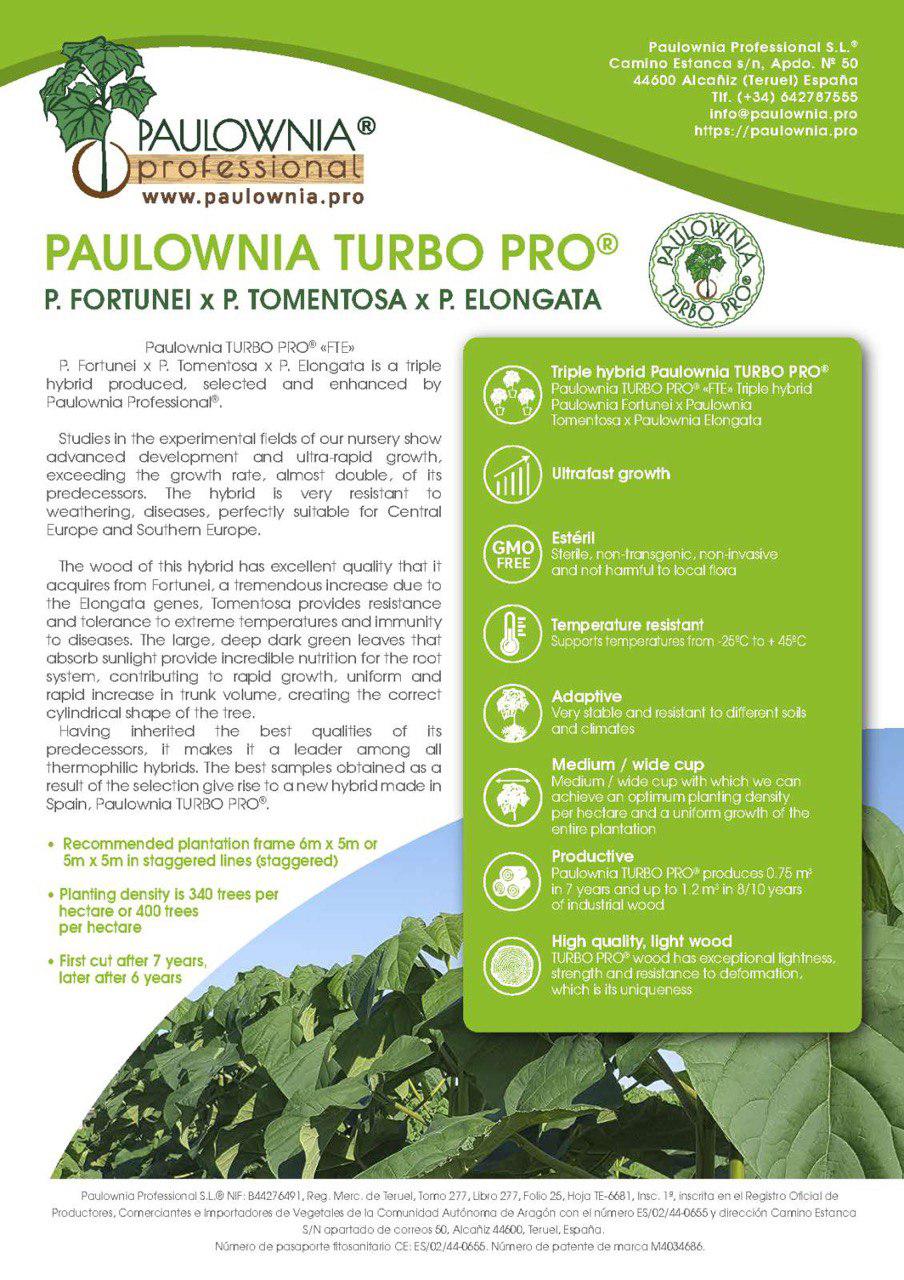 Paulownia Professional S.L.®
Camino Estanca s/n, Apdo. Nº 50
44600 Alcañiz (Teruel) España
Tlf. (+34) 642787555
info@paulownia.pro
https://paulownia.pro
PAULOWNIA®
professional
www.paulownia.pro
PAULOWNIA TURBO PRO®
P. FORTUNEI x P. TOMENTOSA x P. ELONGATA
PAULOWNIA
TURBO PRO®
Paulownia TURBO PRO® «FTE»
P. Fortunei x P. Tomentosa x P. Elongata is a triple
hybrid produced, selected and enhanced by
Paulownia Professional®.
Studies in the experimental fields of our nursery show
advanced development and ultra-rapid growth,
exceeding the growth rate, almost double, of its
predecessors. The hybrid is very resistant to
weathering, diseases, perfectly suitable for Central
Europe and Southern Europe.
The wood of this hybrid has excellent quality that it
acquires from Fortunei, a tremendous increase due to
the Elongata genes, Tomentosa provides resistance
and tolerance to extreme temperatures and immunity
to diseases. The large, deep dark green leaves that
absorb sunlight provide incredible nutrition for the root
system, contributing to rapid growth, uniform and
rapid increase in trunk volume, creating the correct
cylindrical shape of the tree.
Having inherited the best qualities of its
predecessors, it makes it a leader among all
thermophilic hybrids. The best samples obtained as a
result of the selection give rise to a new hybrid made in
Spain, Paulownia TURBO PRO®.
• Recommended plantation frame 6m x 5m or
5m x 5m in staggered lines (staggered)
• Planting density is 340 trees per
hectare or 400 trees
per hectare
• First cut after 7 years,
later after 6 years
Triple hybrid Paulownia TURBO PRO®
Paulownia TURBO PRO® «FTE» Triple hybrid
Paulownia Fortunei x Paulownia
Tomentosa x Paulownia Elongata
Ultrafast growth
GMO
FREE
Estéril
Sterile, non-transgenic, non-invasive
and not harmful to local flora
Temperature resistant
Supports temperatures from -25ºC to + 45ºC
Adaptive
Very stable and resistant to different soils
and climates
Medium / wide cup
Medium / wide cup with which we can
achieve an optimum planting density
per hectare and a uniform growth of the
entire plantation
Productive
Paulownia TURBO PRO® produces 0.75 m³
in 7 years and up to 1.2 m³ in 8/10 years
of industrial wood
High quality, light wood
TURBO PRO® wood has exceptional lightness,
strength and resistance to deformation,
which is its uniqueness
Paulownia Professional S.L.® NIF: B44276491, Reg. Merc. de Teruel, Tomo 277, Libro 277, Folio 25, Hoja TE-6681, Insc. 1ª, inscrita en el Registro Oficial de
Productores, Comerciantes e Importadores de Vegetales de la Comunidad Autónoma de Aragón con el número ES/02/44-0655 y dirección Camino Estanca
S/N apartado de correos 50, Alcañiz 44600, Teruel, España.
Número de pasaporte fitosanitario CE: ES/02/44-0655. Número de patente de marca M4034686.